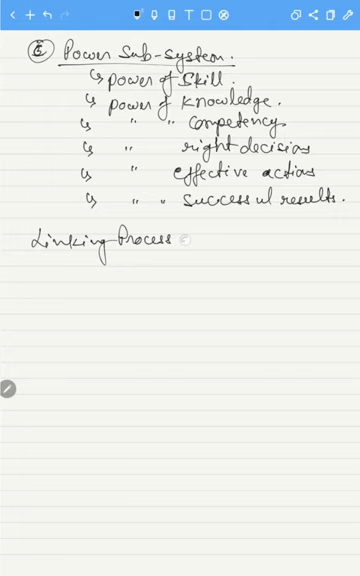 Ⓔ Power Sub-System.
↳ power of Skill.
↳ power of Knowledge.
↳ " " Competency
↳ " right decisions
↳ " effective actions
↳ " " Successul results.
Linking Process